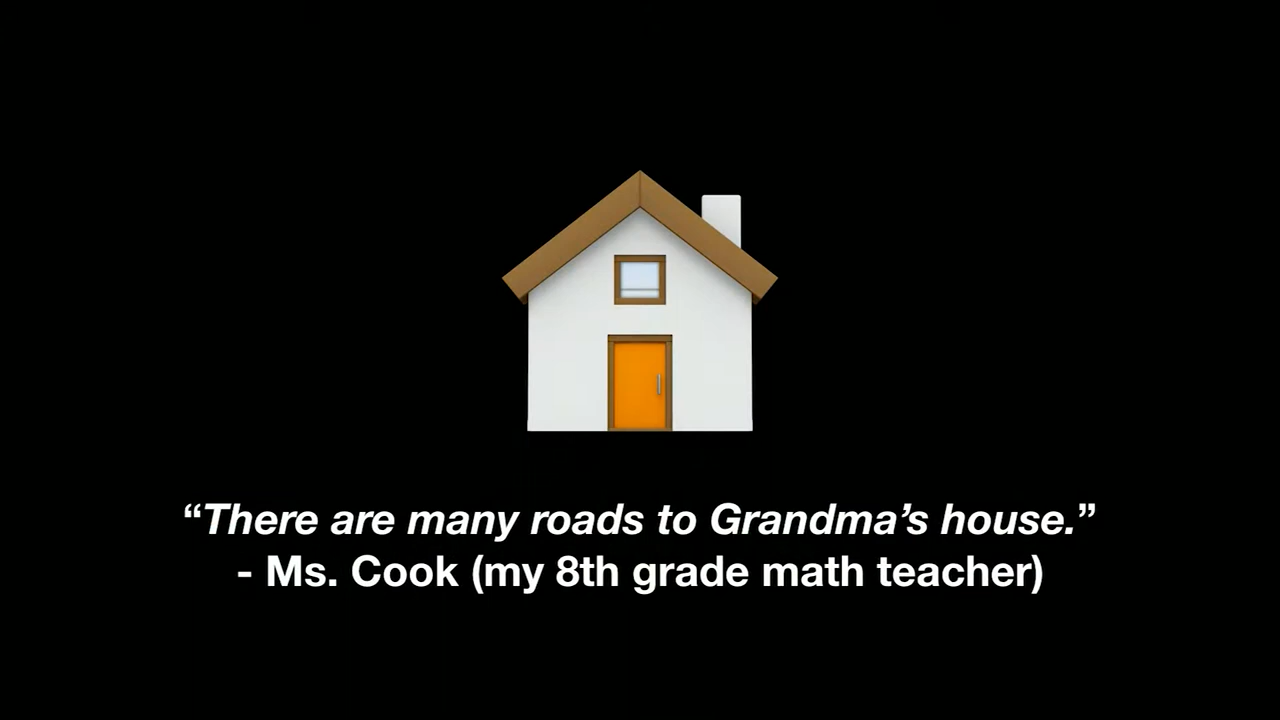 “There are many roads to Grandma’s house.”
- Ms. Cook (my 8th grade math teacher)